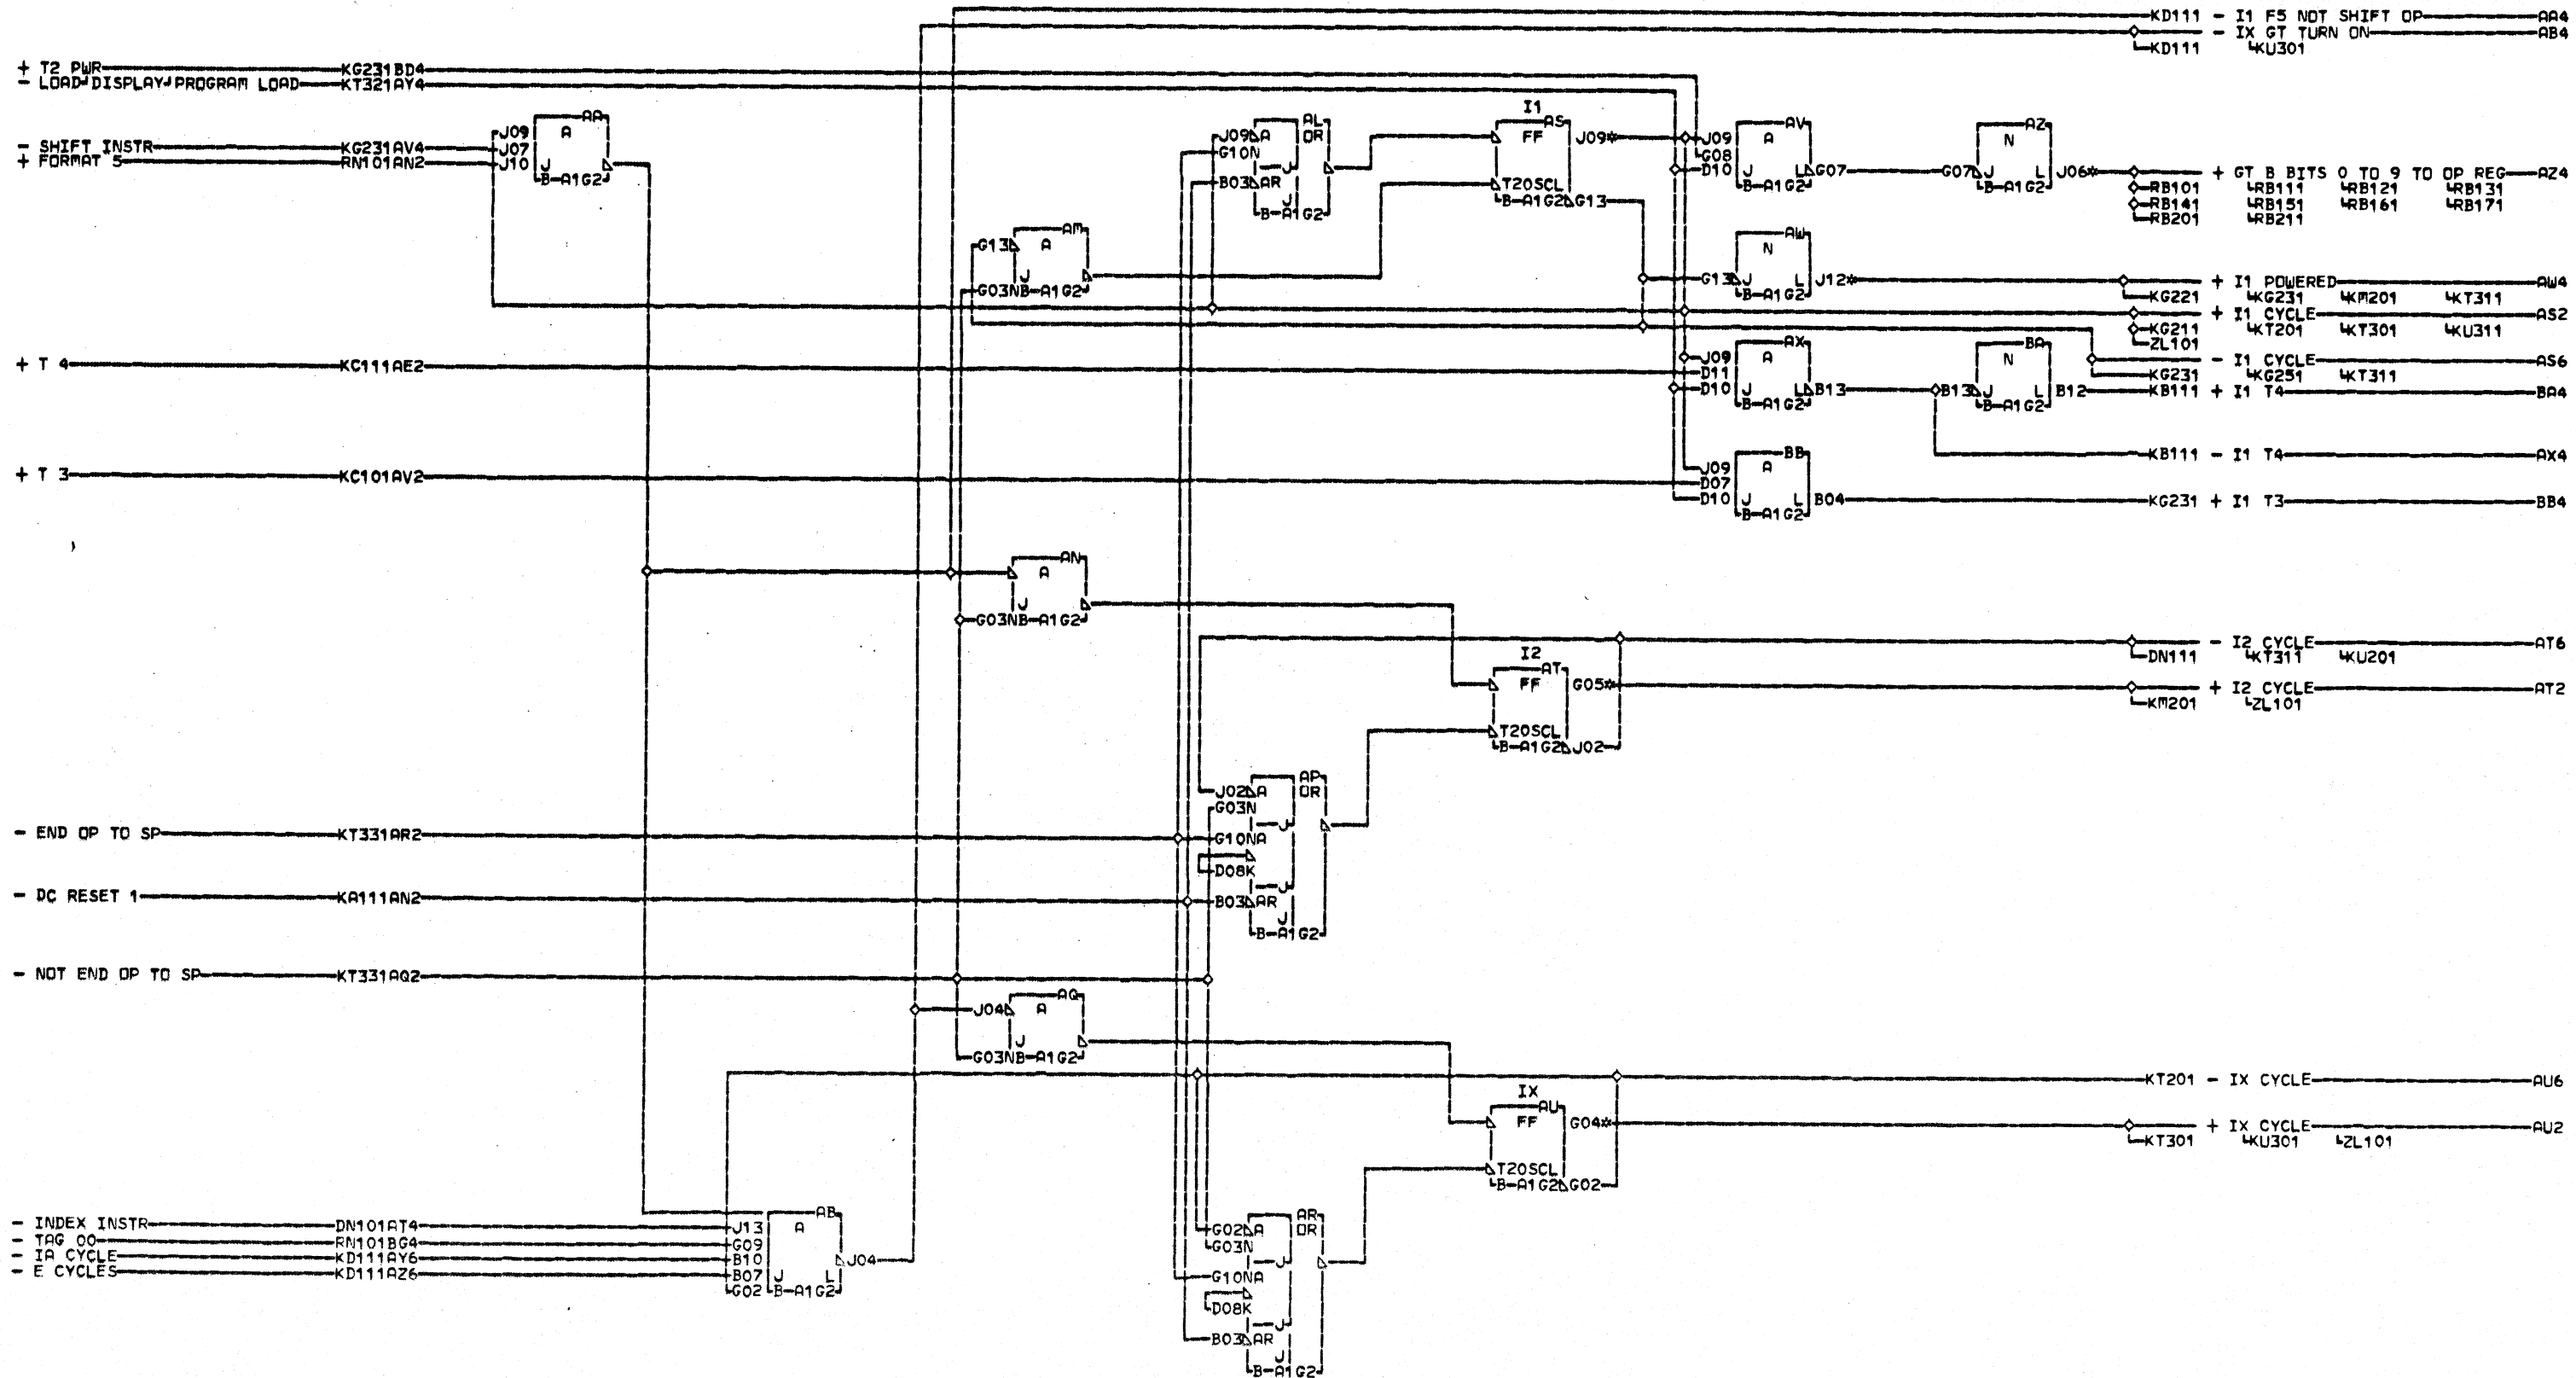 KD111 - I1 F5 NOT SHIFT OP AA4
- IX GT TURN ON AB4
KD111 KU301
+ T2 PWR KG231BD4
- LOAD DISPLAY PROGRAM LOAD KT321AY4
I1
AA AL AS AV AZ
J09 A J09 A OR FF J09* J09 A N
- SHIFT INSTR KG231AV4 J07 G10N G08
+ FORMAT 5 RN101AN2 J10 D10
J J J L G07 G07 J L J06* + GT B BITS 0 TO 9 TO OP REG AZ4
B-A1G2 B03 AR T20SCL B-A1G2 B-A1G2 RB101 RB111 RB121 RB131
J B-A1G2 G13 RB141 RB151 RB161 RB171
B-A1G2 RB201 RB211
AM AW
G13 A N
J G13 J L J12* + I1 POWERED AW4
G03NB-A1G2 B-A1G2 KG221 KG231 KM201 KT311
+ I1 CYCLE AS2
KG211 KT201 KT301 KU311
AX BA ZL101
J09 A N - I1 CYCLE AS6
+ T 4 KC111AE2 D11 KG231 KG251 KT311
D10 J L B13 B13 J L B12 KB111 + I1 T4 BA4
B-A1G2 B-A1G2
BB KB111 - I1 T4 AX4
J09 A
+ T 3 KC101AV2 D07
D10 J L B04 KG231 + I1 T3 BB4
B-A1G2
AN
A
J
G03NB-A1G2
- I2 CYCLE AT6
I2 DN111 KT311 KU201
AT
FF G05* + I2 CYCLE AT2
KM201 ZL101
T20SCL
B-A1G2 J02
AP
J02 A OR
G03N
J
- END OP TO SP KT331AR2 G10NA
D08K
J
- DC RESET 1 KA111AN2 B03 AR
J
B-A1G2
- NOT END OP TO SP KT331AQ2
AQ
J04 A
J
G03NB-A1G2
KT201 - IX CYCLE AU6
IX
AU
FF G04* + IX CYCLE AU2
KT301 KU301 ZL101
T20SCL
B-A1G2 G02
AB AR
- INDEX INSTR DN101AT4 J13 A G02 A OR
- TAG 00 RN101BG4 G09 G03N
- IA CYCLE KD111AY6 B10 J04 J
- E CYCLES KD111AZ6 B07 J L G10NA
G02 B-A1G2
D08K
J
B03 AR
J
B-A1G2